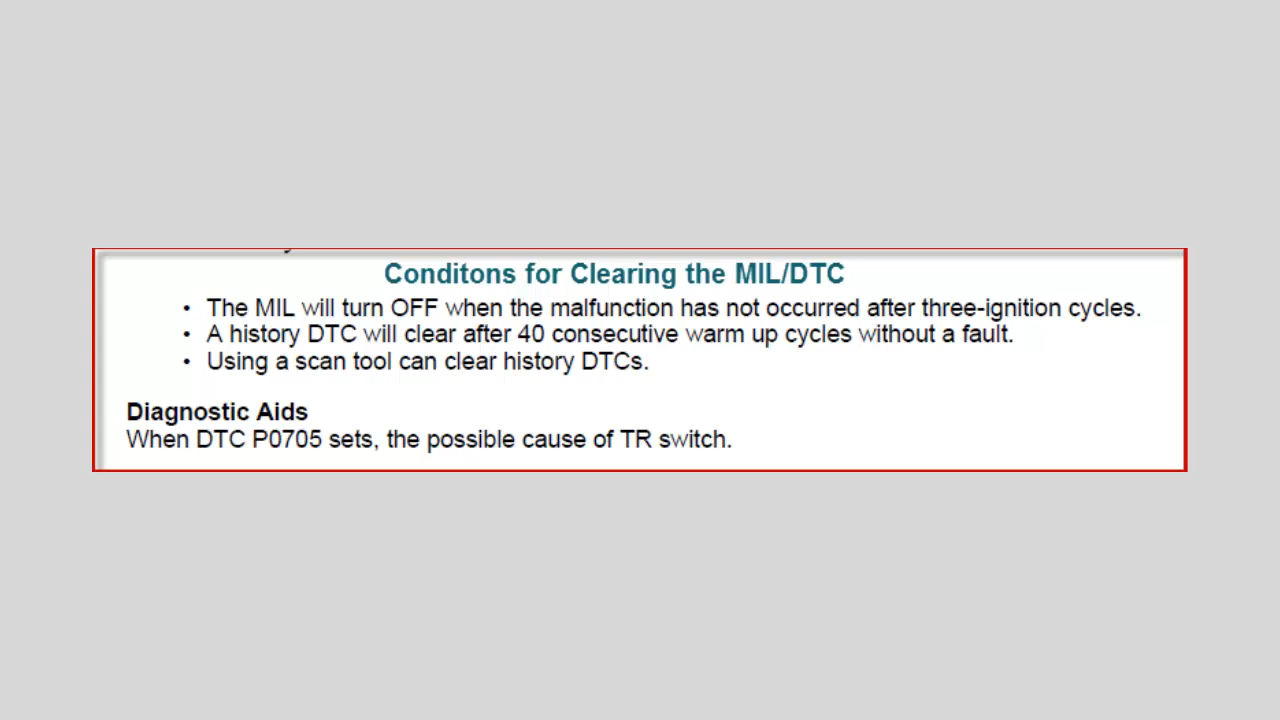 Conditons for Clearing the MIL/DTC
• The MIL will turn OFF when the malfunction has not occurred after three-ignition cycles.
• A history DTC will clear after 40 consecutive warm up cycles without a fault.
• Using a scan tool can clear history DTCs.
Diagnostic Aids
When DTC P0705 sets, the possible cause of TR switch.